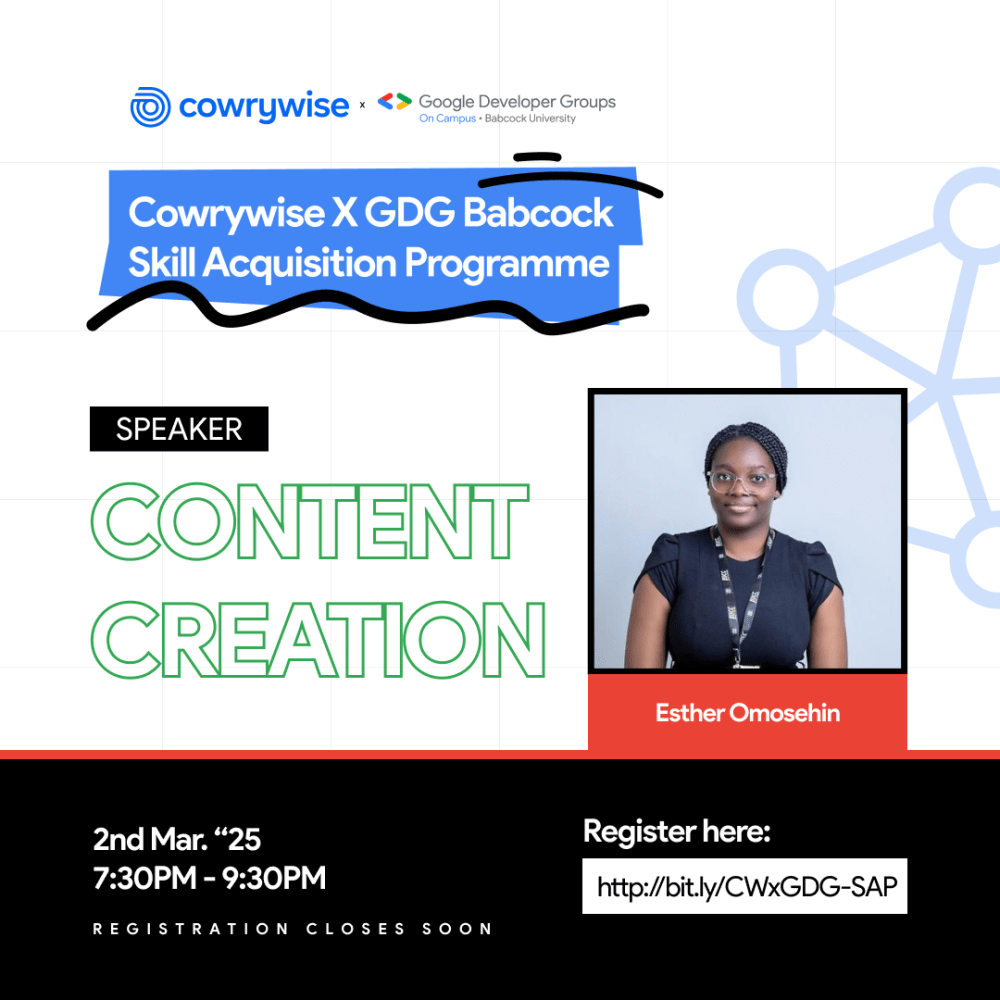 cowrywise x Google Developer Groups
On Campus • Babcock University
Cowrywise X GDG Babcock
Skill Acquisition Programme
SPEAKER
CONTENT
CREATION
Esther Omosehin
2nd Mar. “25
7:30PM - 9:30PM
REGISTRATION CLOSES SOON
Register here:
http://bit.ly/CWxGDG-SAP